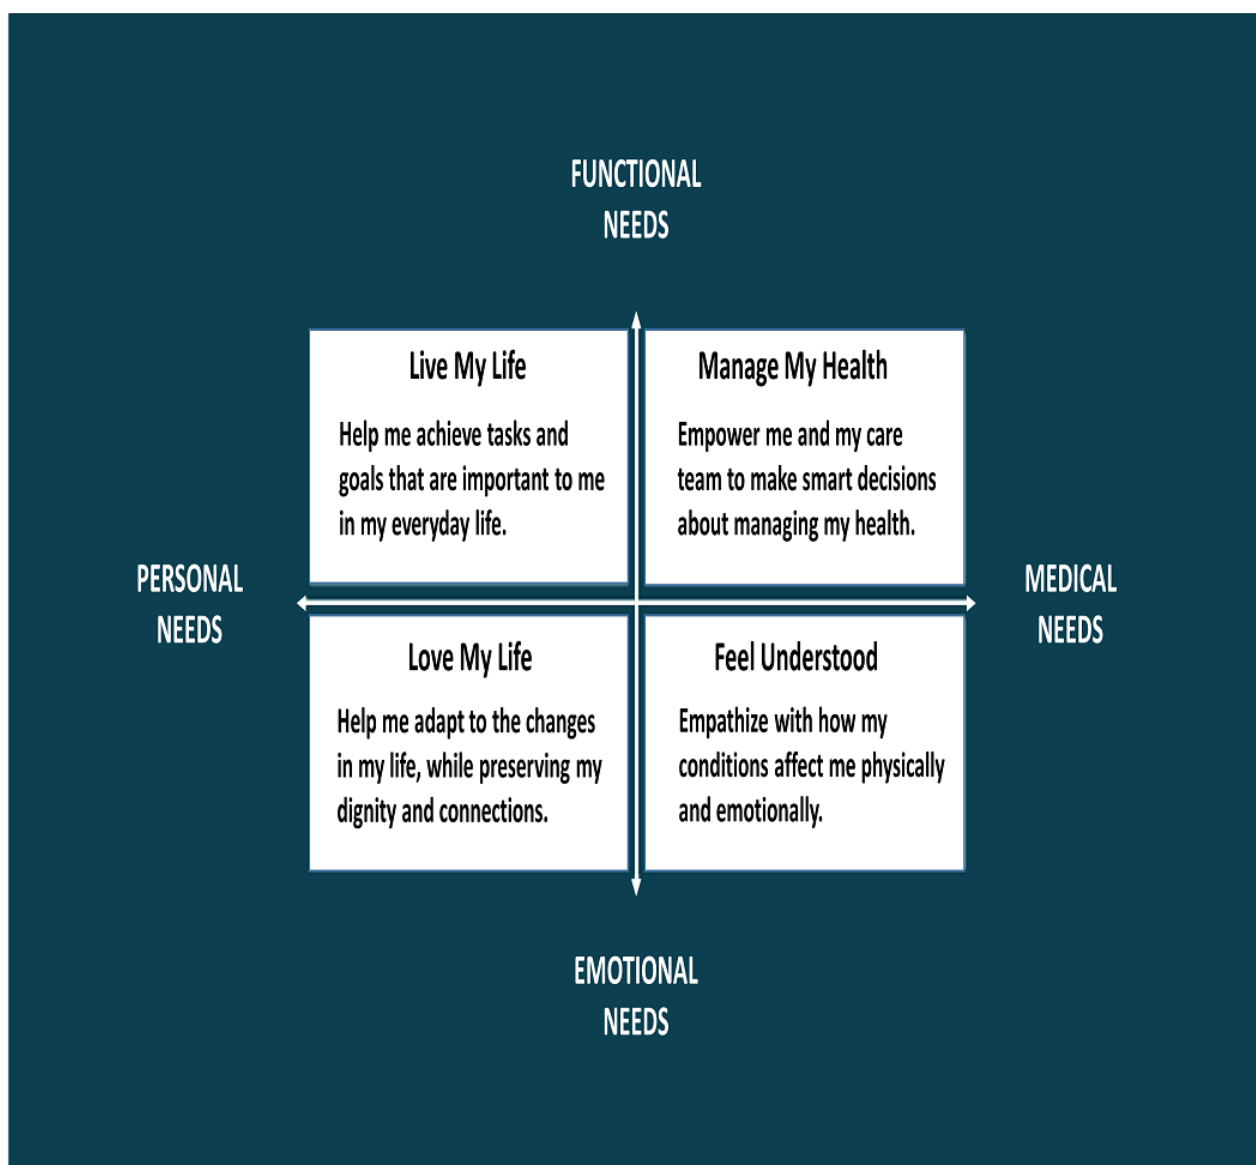 FUNCTIONAL
NEEDS
Live My Life
Help me achieve tasks and
goals that are important to me
in my everyday life.
Manage My Health
Empower me and my care
team to make smart decisions
about managing my health.
PERSONAL
NEEDS
MEDICAL
NEEDS
Love My Life
Help me adapt to the changes
in my life, while preserving my
dignity and connections.
Feel Understood
Empathize with how my
conditions affect me physically
and emotionally.
EMOTIONAL
NEEDS